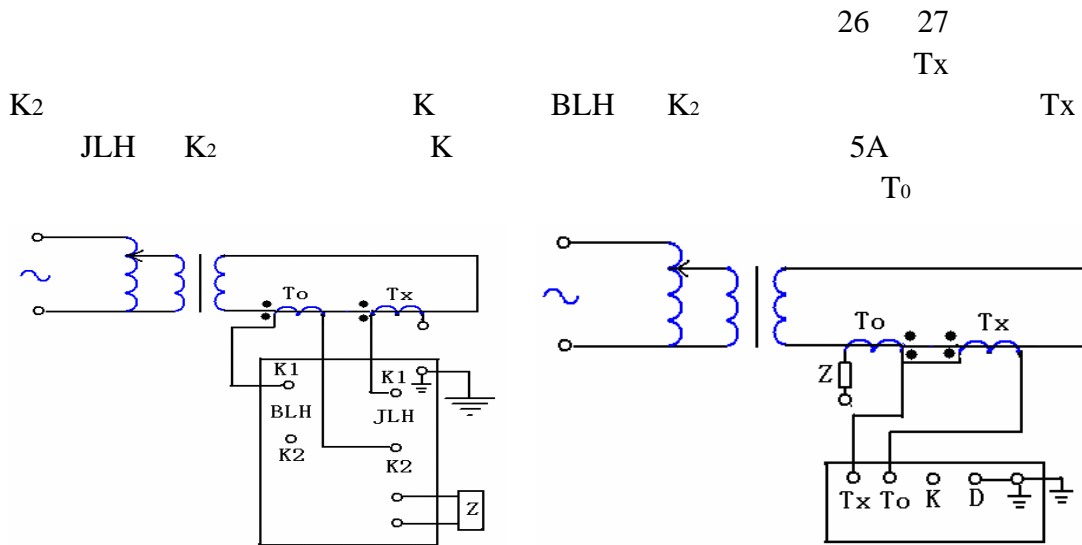 26 27
Tx
K2 K BLH K2 Tx
JLH K2 K 5A
T0
To Tx
K1
K1
BLH
JLH
K2
K2
Z
To Tx
Z
Tx To K D